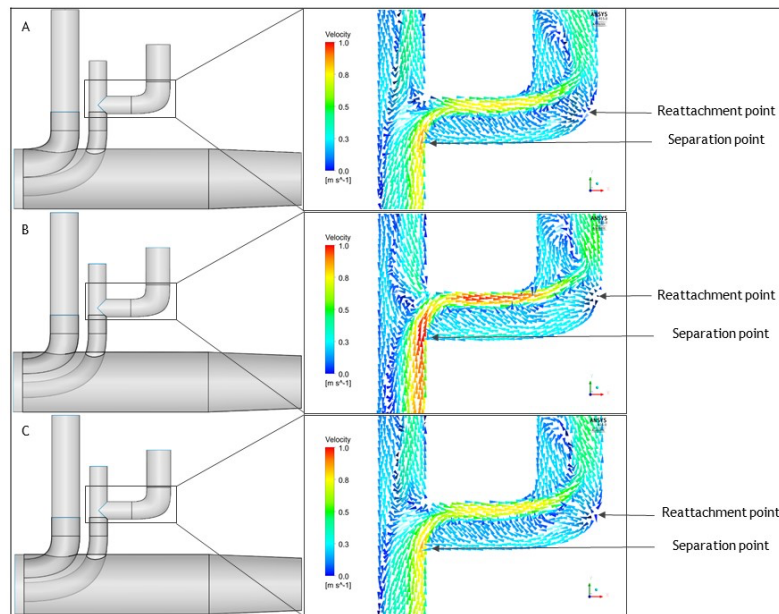 A
Velocity
1.0
0.8
0.5
0.3
0.0
[m s^-1]
ANSYS
Reattachment point
Separation point
B
Velocity
1.0
0.8
0.5
0.3
0.0
[m s^-1]
ANSYS
Reattachment point
Separation point
C
Velocity
1.0
0.8
0.5
0.3
0.0
[m s^-1]
ANSYS
Reattachment point
Separation point